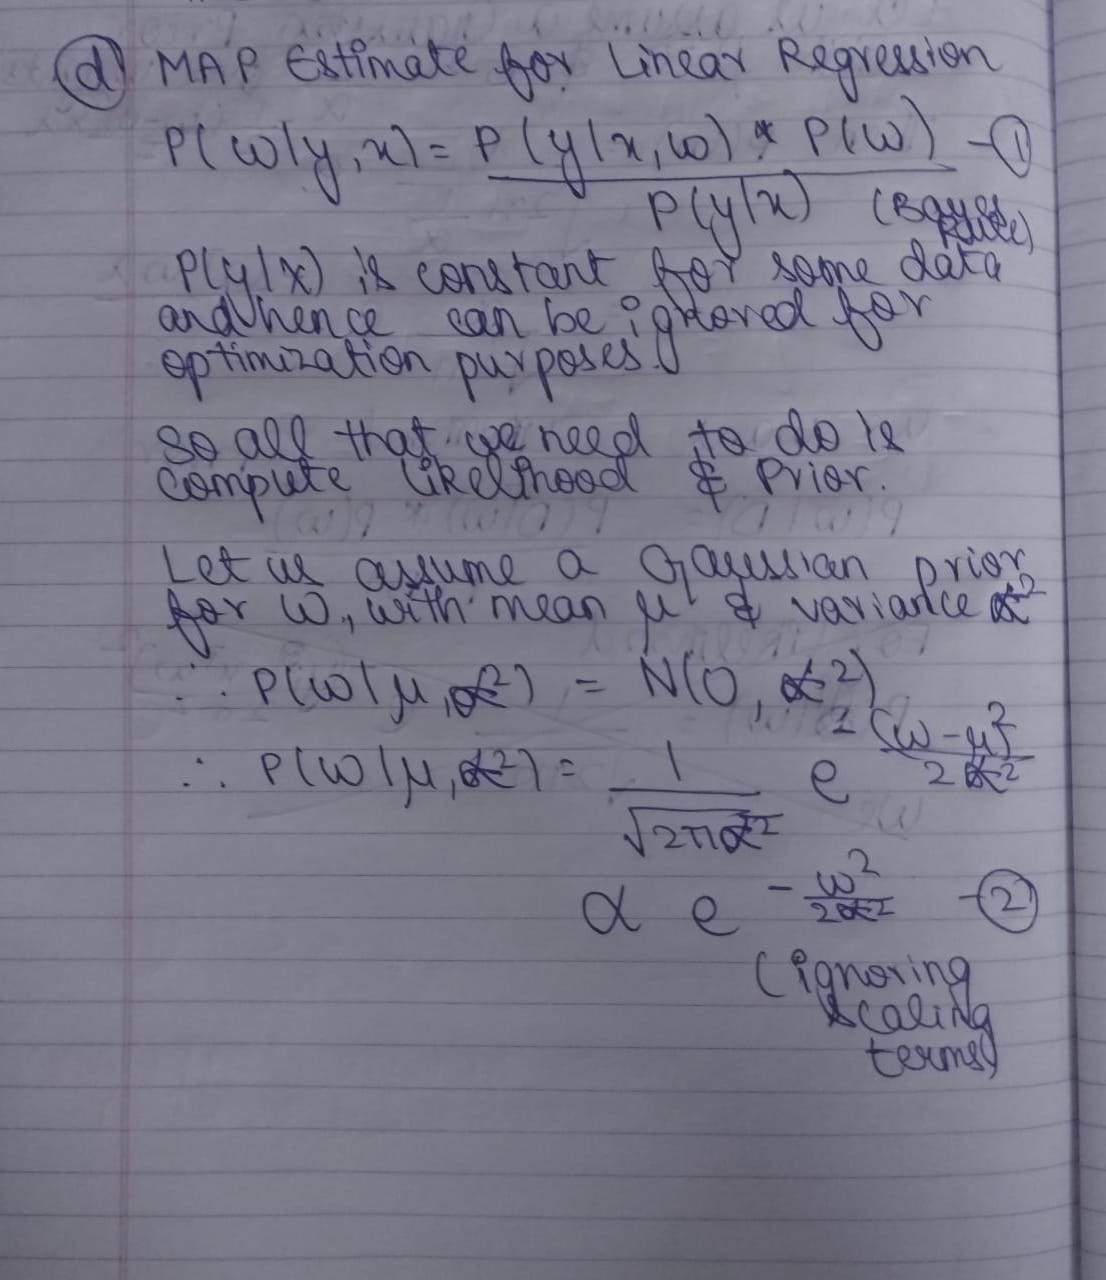 (d) MAP Estimate for Linear Regression
P(w|y,x) = P(y|x,w) * P(w) -(1)
P(y|x) (Bayes Rule)
P(y|x) is constant for some data
and hence can be ignored for
optimization purposes.
So all that we need to do is
compute likelihood & Prior.
Let us assume a Gaussian prior
for w, with mean μ & variance α²
∴ P(w|μ,α²) = N(0,α²)
∴ P(w|μ,α²) = 1/√2πα² e (w-μ)²/2α²
α e -w²/2α² -(2)
(ignoring
scaling
terms)